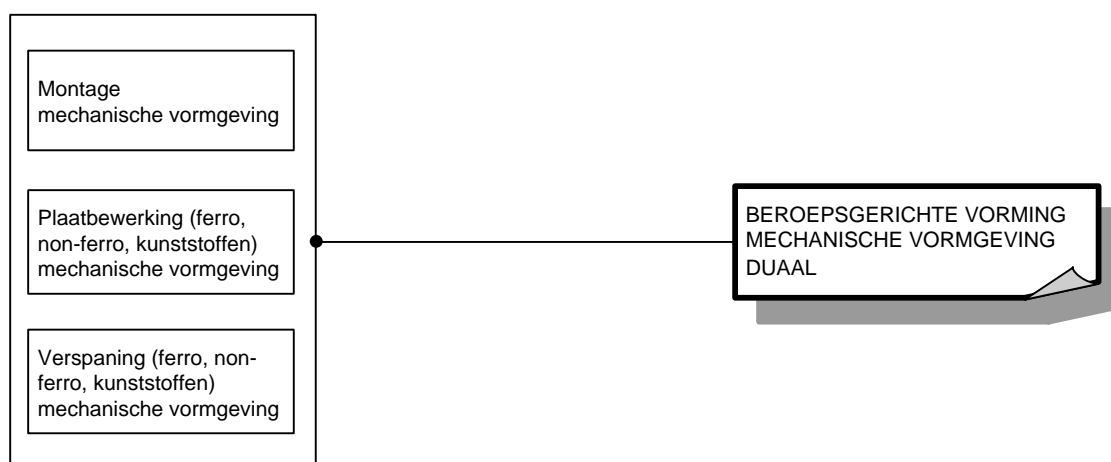 Montage
mechanische vormgeving
Plaatbewerking (ferro,
non-ferro, kunststoffen)
mechanische vormgeving
Verspaning (ferro, non-
ferro, kunststoffen)
mechanische vormgeving
BEROEPSGERICHTE VORMING
MECHANISCHE VORMGEVING
DUAAL